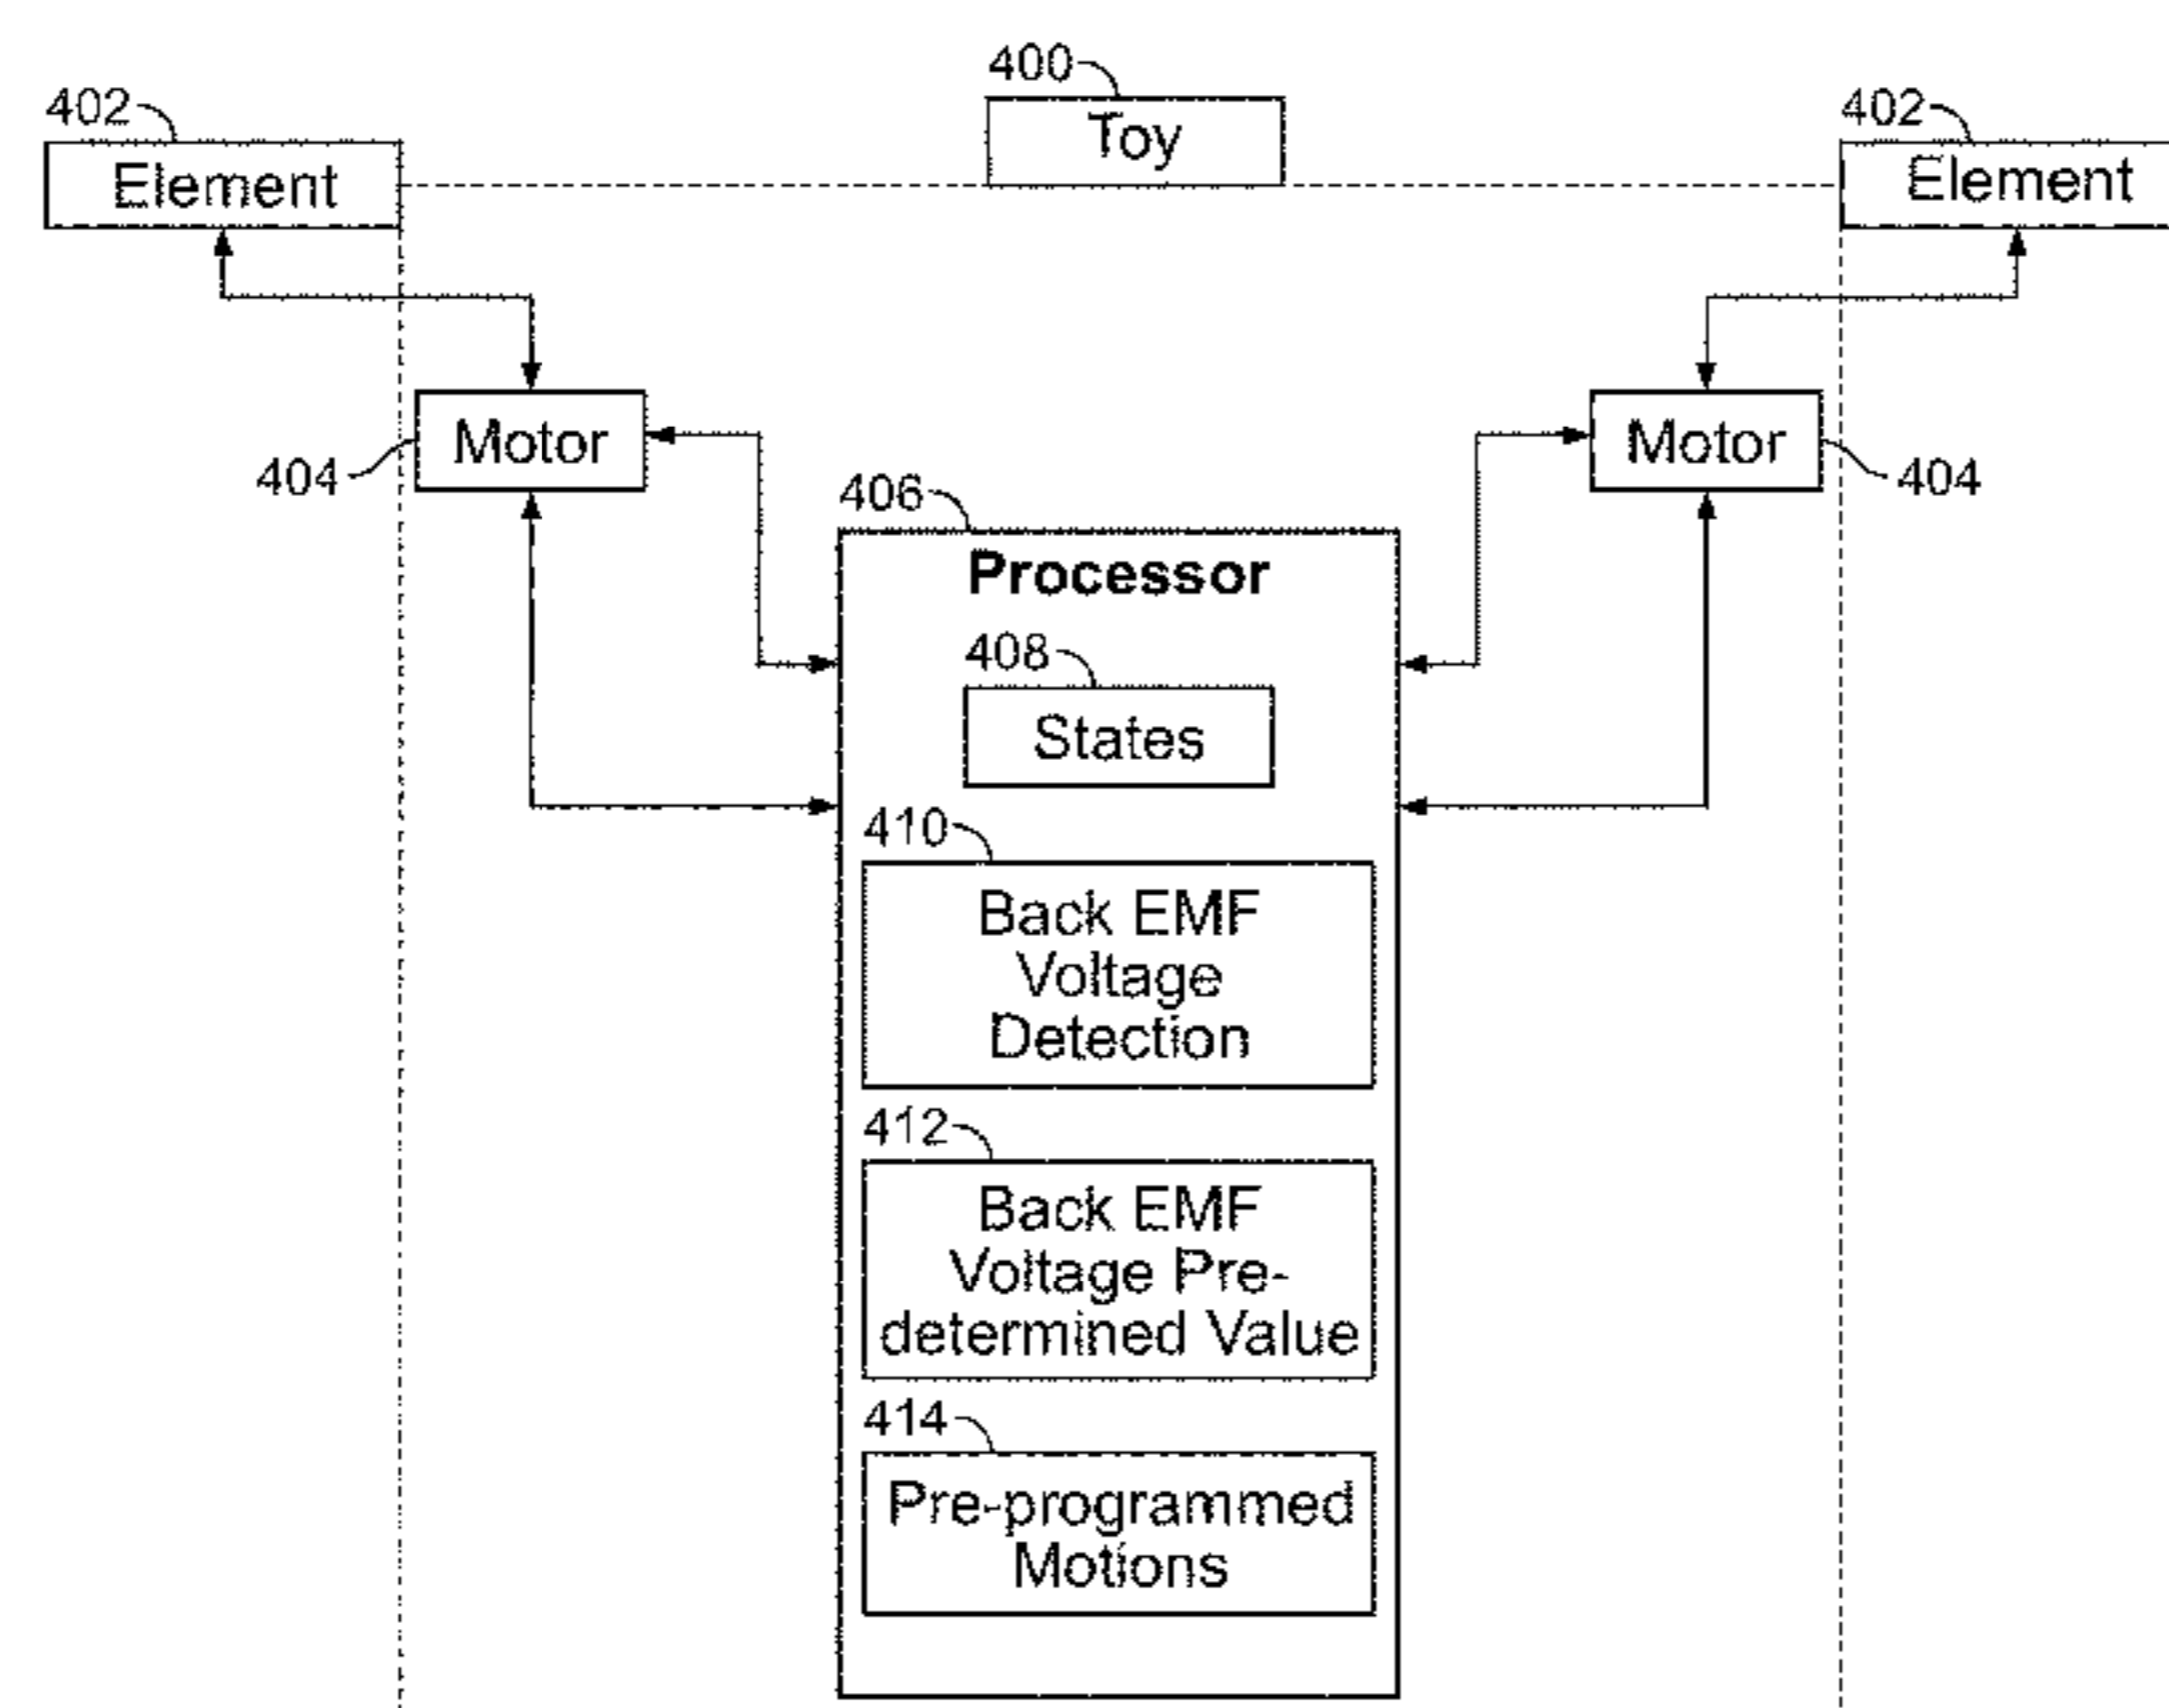 400
Toy
402
Element
402
Element
Motor
404
Motor
404
406
Processor
408
States
410
Back EMF
Voltage
Detection
412
Back EMF
Voltage Pre-
determined Value
414
Pre-programmed
Motions